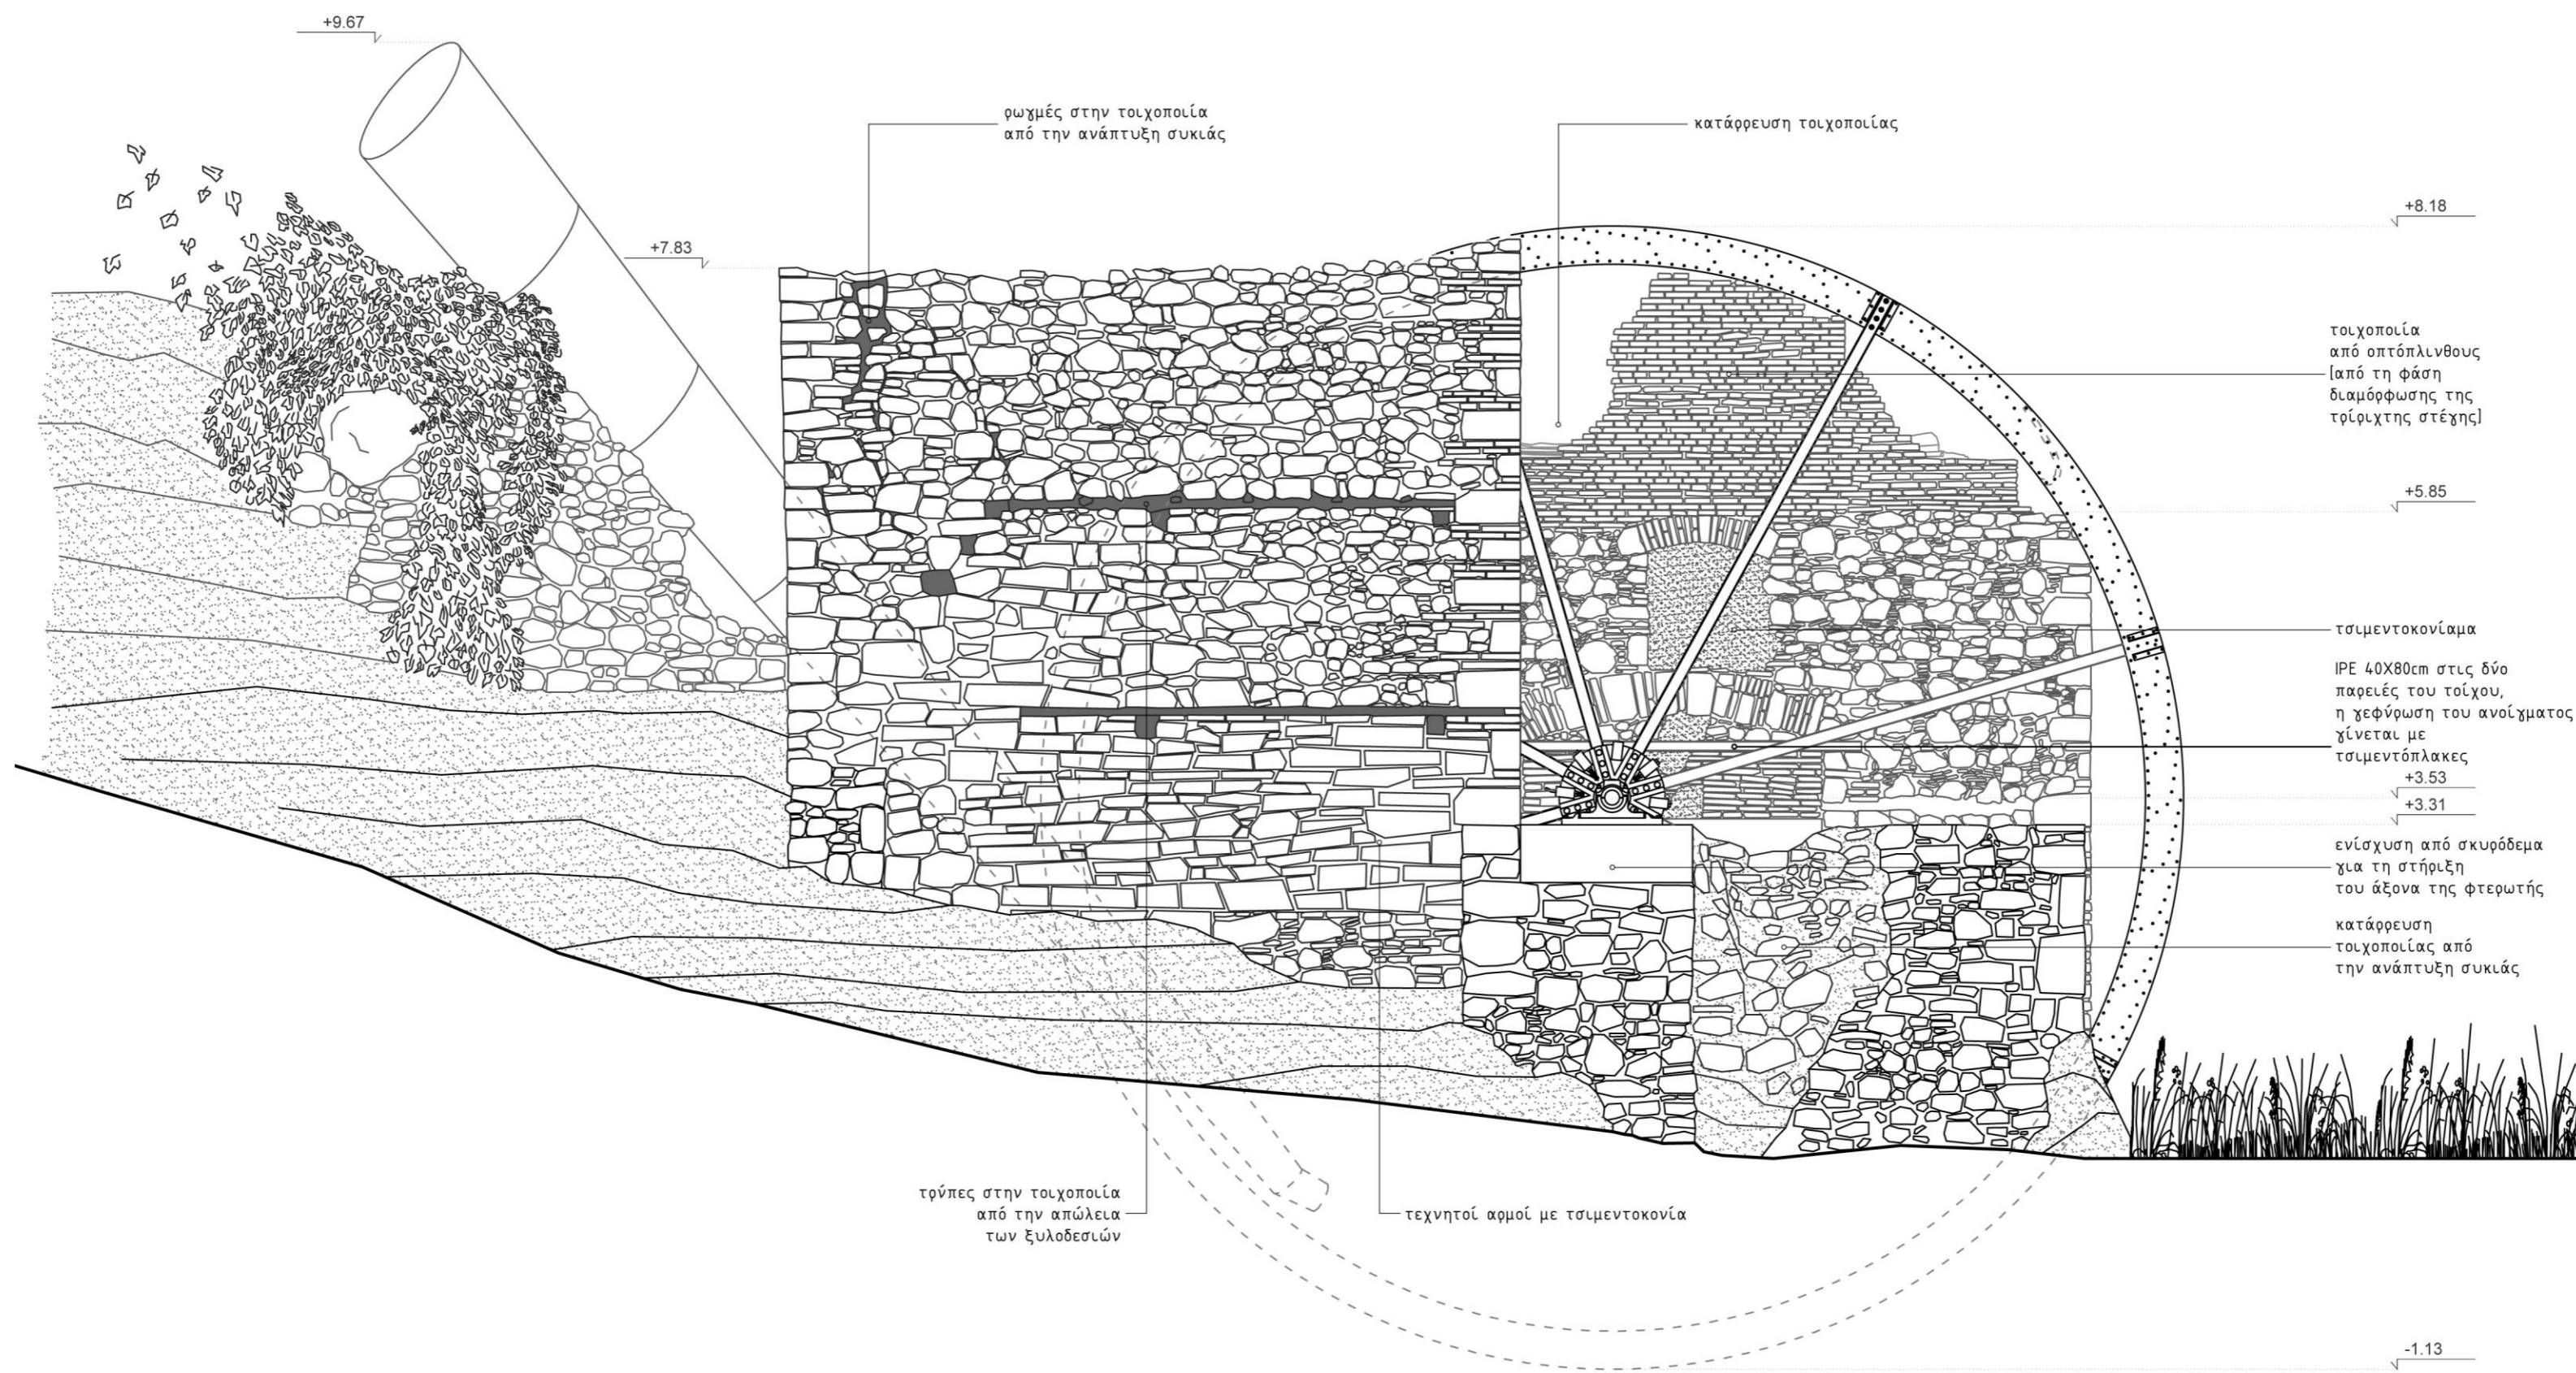 +9.67
ρωγμές στην τοιχοποιία
από την ανάπτυξη συκιάς
κατάρρευση τοιχοποιίας
+8.18
+7.83
τοιχοποιία
από οπτόπλινθους
[από τη φάση
διαμόρφωσης της
τρίριχτης στέγης]
+5.85
τσιμεντοκονίαμα
IPE 40X80cm στις δύο
παρειές του τοίχου,
η γεφύρωση του ανοίγματος
γίνεται με
τσιμεντόπλακες
+3.53
+3.31
ενίσχυση από σκυρόδεμα
για τη στήριξη
του άξονα της φτερωτής
κατάρρευση
τοιχοποιίας από
την ανάπτυξη συκιάς
τρύπες στην τοιχοποιία
από την απώλεια
των ξυλοδεσιών
τεχνητοί αρμοί με τσιμεντοκονία
-1.13